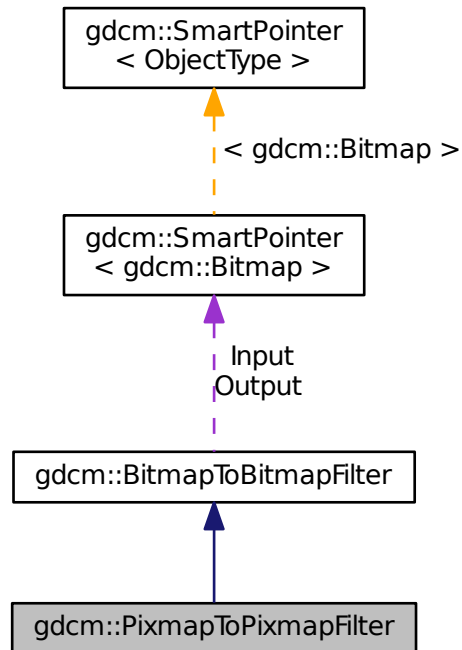 gdcm::SmartPointer
< ObjectType >
< gdcm::Bitmap >
gdcm::SmartPointer
< gdcm::Bitmap >
Input
Output
gdcm::BitmapToBitmapFilter
gdcm::PixmapToPixmapFilter